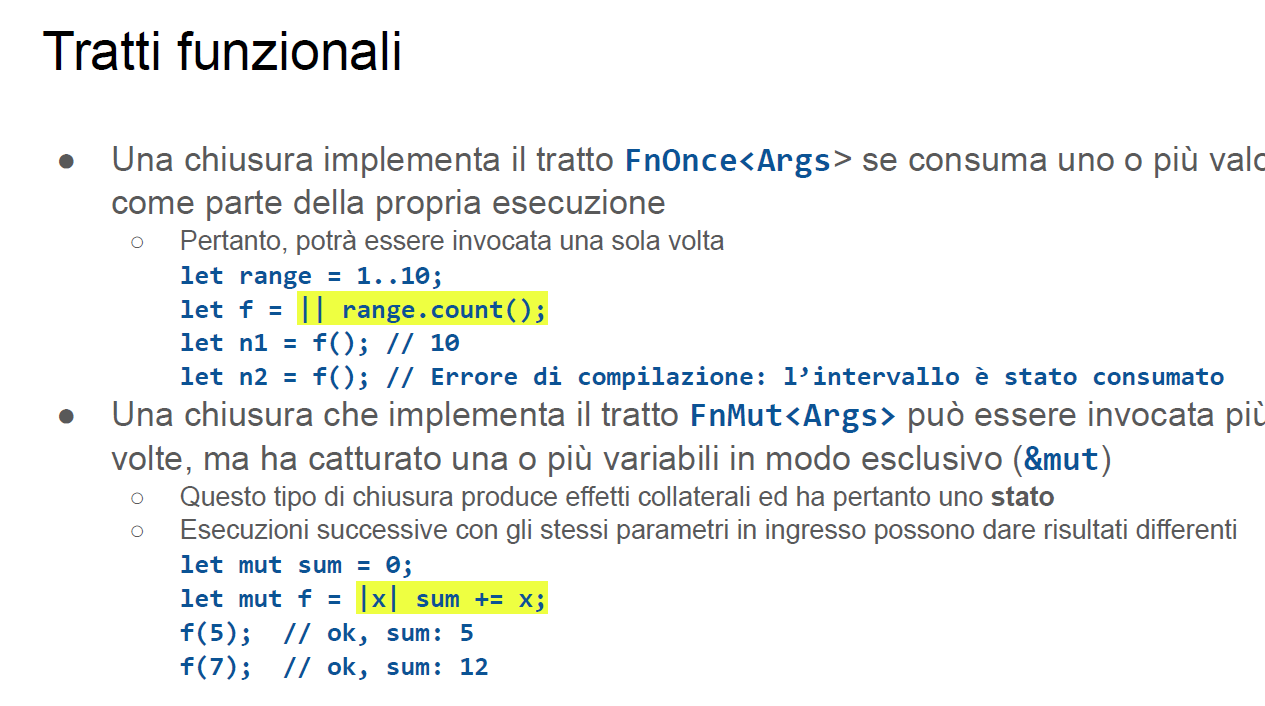 Tratti funzionali
● Una chiusura implementa il tratto FnOnce<Args> se consuma uno o più
come parte della propria esecuzione
○ Pertanto, potrà essere invocata una sola volta
let range = 1..10;
let f = || range.count();
let n1 = f(); // 10
let n2 = f(); // Errore di compilazione: l’intervallo è stato consumato
● Una chiusura che implementa il tratto FnMut<Args> può essere invocata più
volte, ma ha catturato una o più variabili in modo esclusivo (&mut)
○ Questo tipo di chiusura produce effetti collaterali ed ha pertanto uno stato
○ Esecuzioni successive con gli stessi parametri in ingresso possono dare risultati differenti
let mut sum = 0;
let mut f = |x| sum += x;
f(5); // ok, sum: 5
f(7); // ok, sum: 12